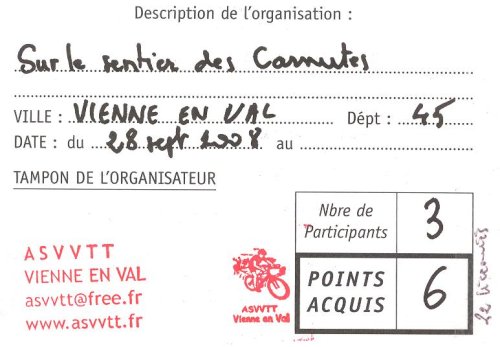 Description de l'organisation :
Sur le sentier des Carnutes
VILLE : VIENNE EN VAL Dépt : 45
DATE : du 28 sept 2008 au
TAMPON DE L'ORGANISATEUR
ASVVTT
VIENNE EN VAL
asvvtt@free.fr
www.asvvtt.fr
ASVVTT
Vienne en Val
Nbre de Participants 3
POINTS ACQUIS 6